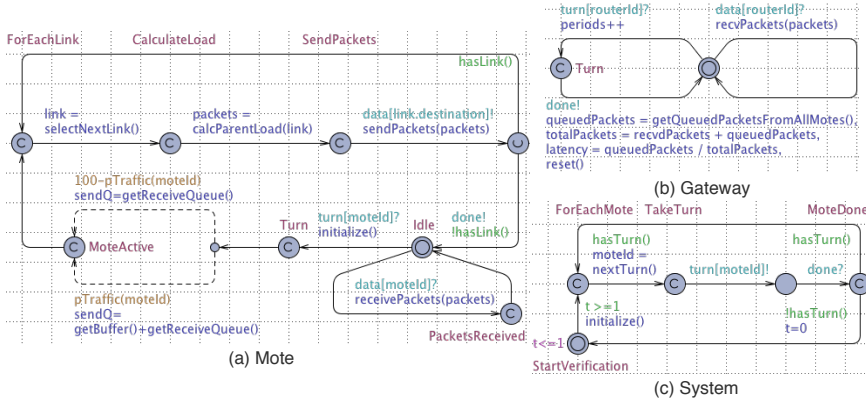 ForEachLink
CalculateLoad
SendPackets
hasLink()
link =
selectNextLink()
packets =
calcParentLoad(link)
data[link.destination]!
sendPackets(packets)
100-pTraffic(moteId)
sendQ=getReceiveQueue()
Turn
turn[moteId]?
initialize()
Idle
done!
!hasLink()
MoteActive
data[moteId]?
receivePackets(packets)
pTraffic(moteId)
sendQ=
getBuffer()+getReceiveQueue()
PacketsReceived
(a) Mote
turn[routerId]?
periods++
data[routerId]?
recvPackets(packets)
Turn
done!
queuedPackets = getQueuedPacketsFromAllMotes(),
totalPackets = recvdPackets + queuedPackets,
latency = queuedPackets / totalPackets,
reset()
(b) Gateway
ForEachMote
TakeTurn
MoteDone
hasTurn()
moteId =
nextTurn()
turn[moteId]!
done?
hasTurn()
t >=1
initialize()
!hasTurn()
t=0
t<=1
StartVerification
(c) System
C
C
C
U
C
C
C
C
C
C
C